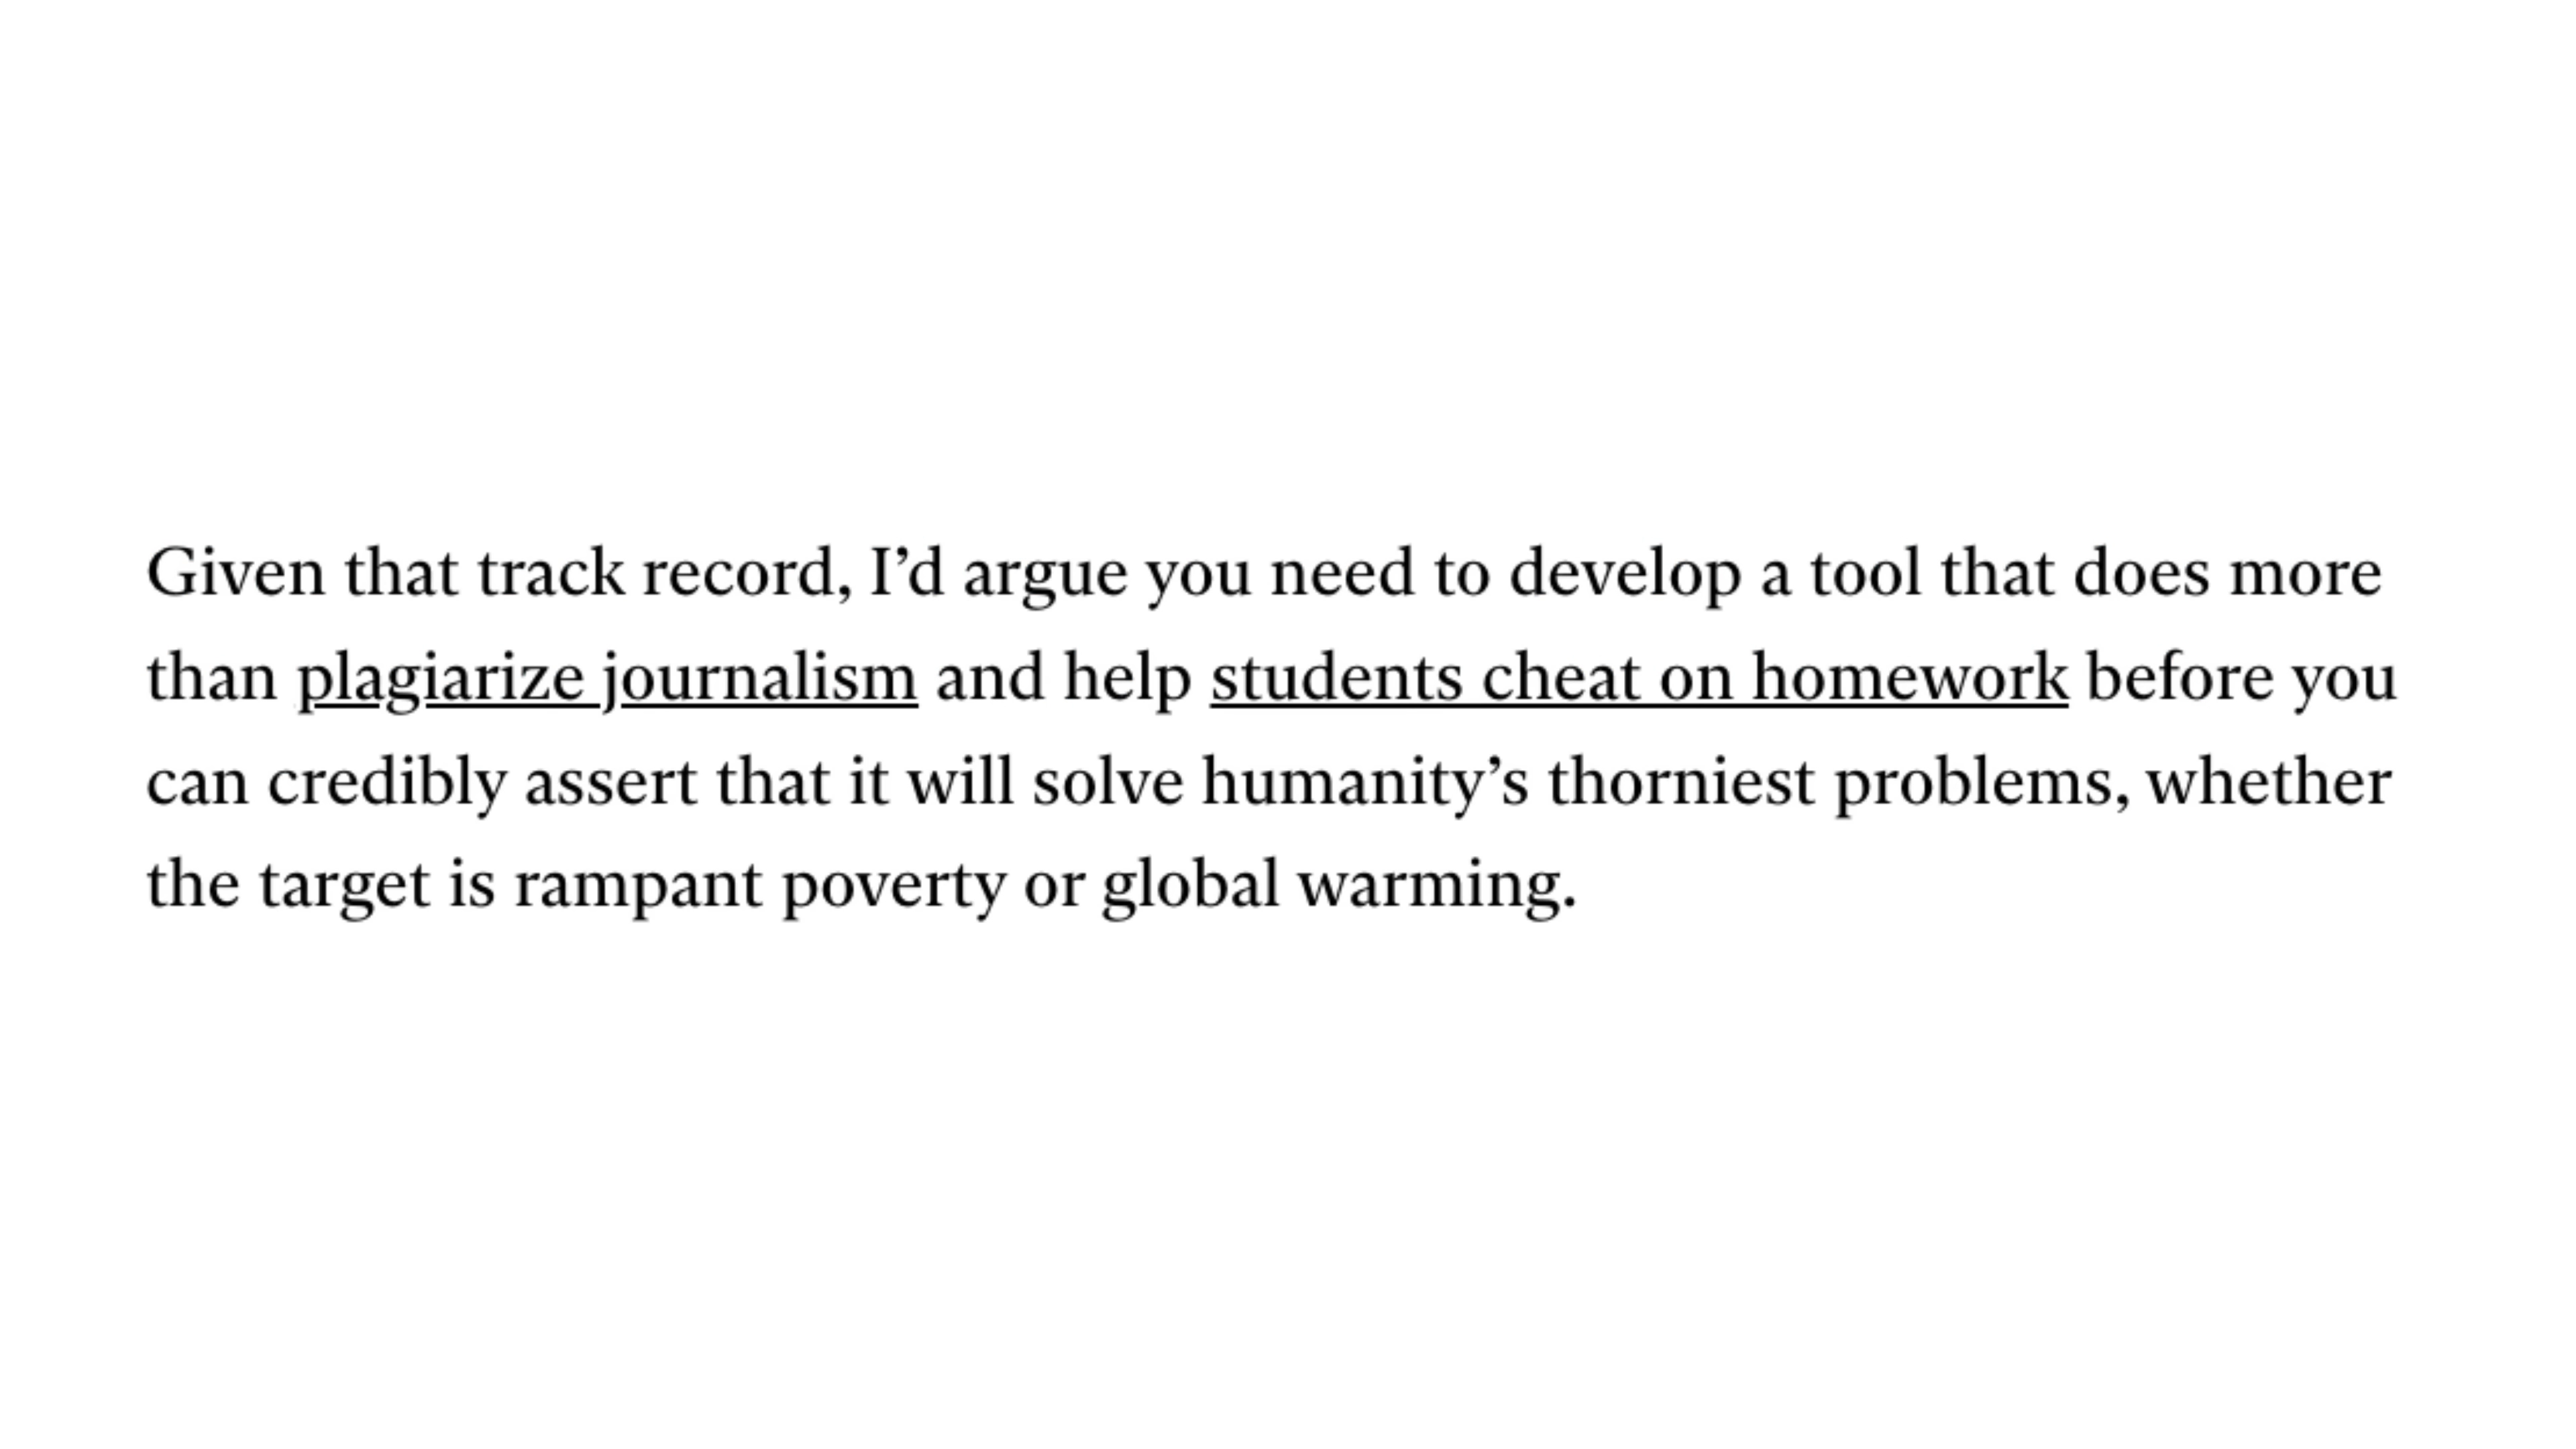 Given that track record, I’d argue you need to develop a tool that does more
than plagiarize journalism and help students cheat on homework before you
can credibly assert that it will solve humanity’s thorniest problems, whether
the target is rampant poverty or global warming.